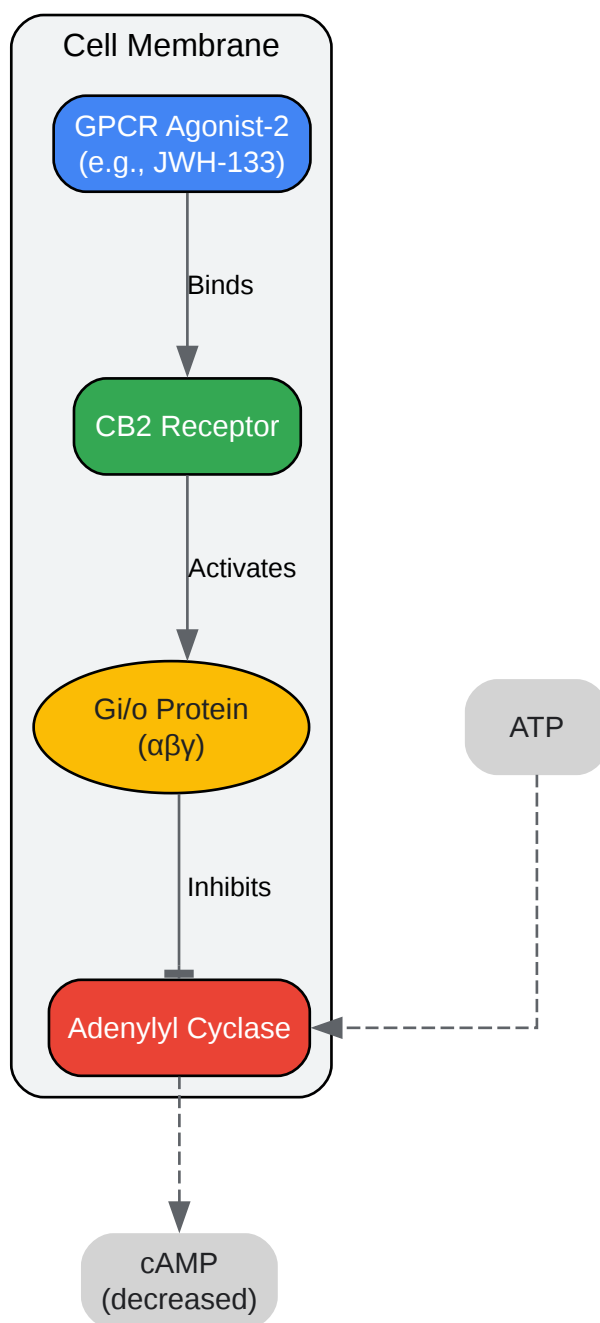 Cell Membrane
GPCR Agonist-2
(e.g., JWH-133)
Binds
CB2 Receptor
Activates
Gi/o Protein
(αβγ)
ATP
Inhibits
Adenylyl Cyclase
cAMP
(decreased)